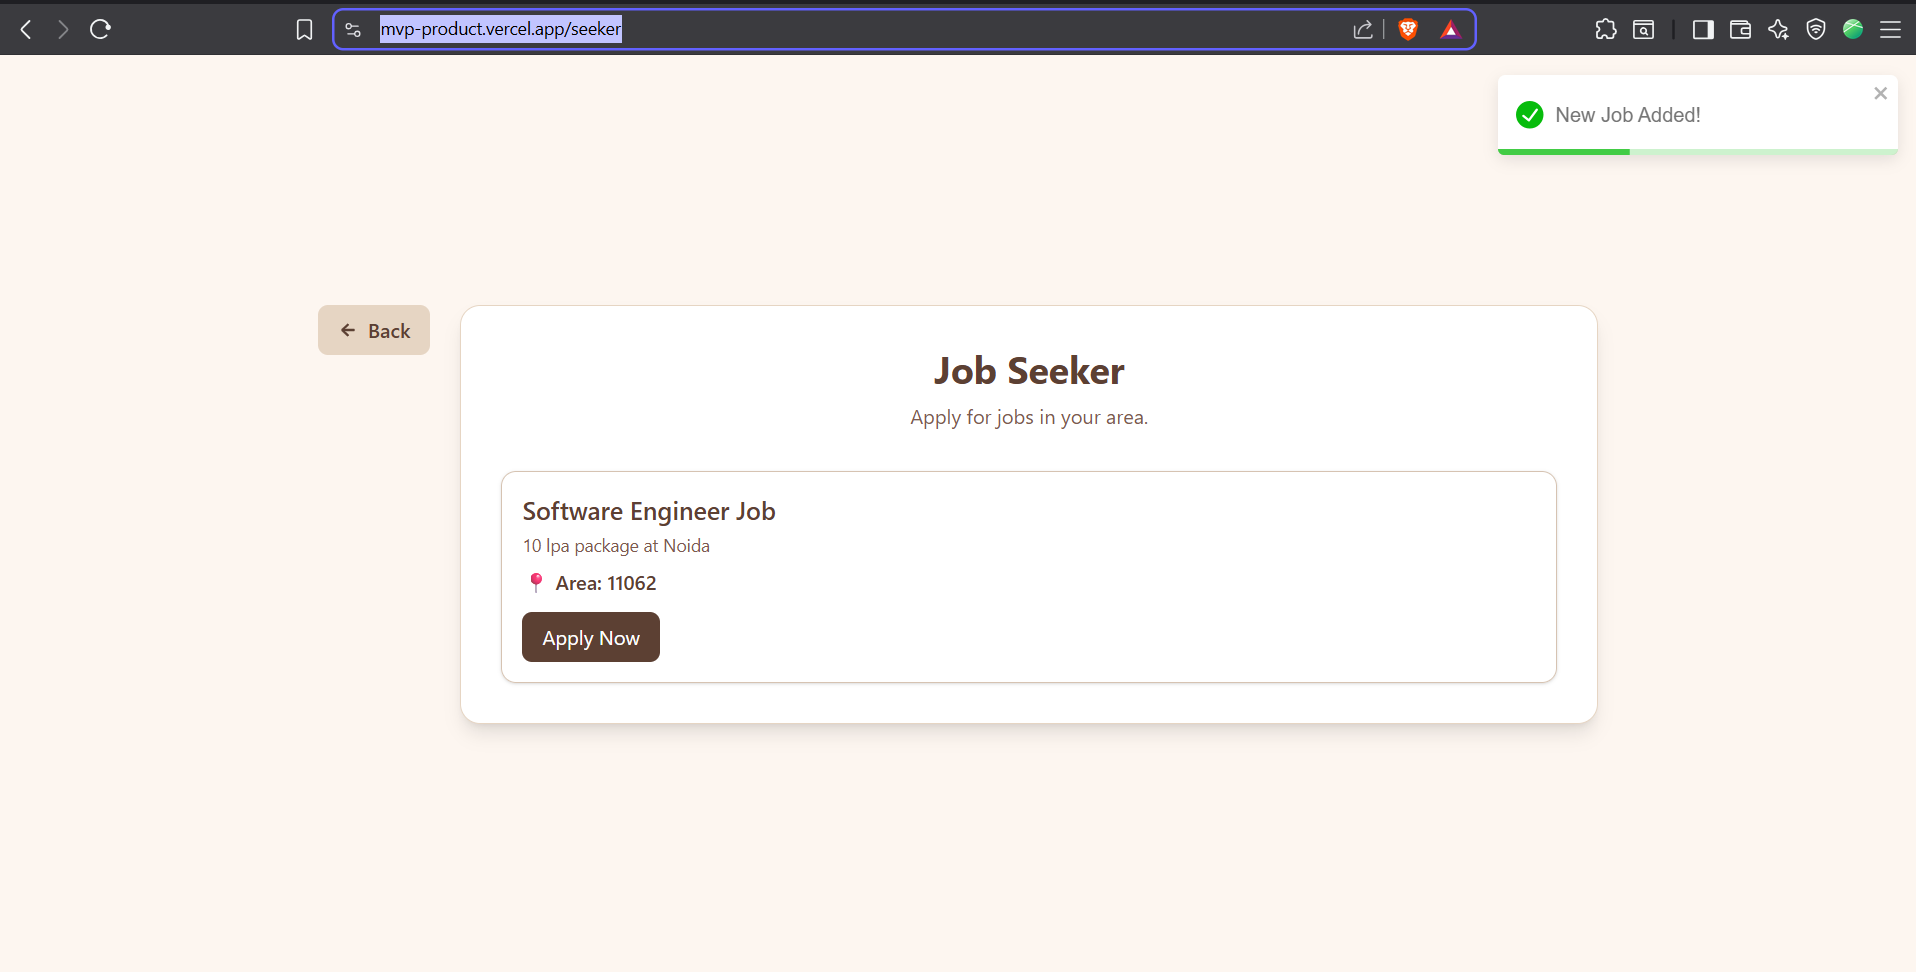 mvp-product.vercel.app/seeker
New Job Added!
Back
Job Seeker
Apply for jobs in your area.
Software Engineer Job
10 lpa package at Noida
Area: 11062
Apply Now